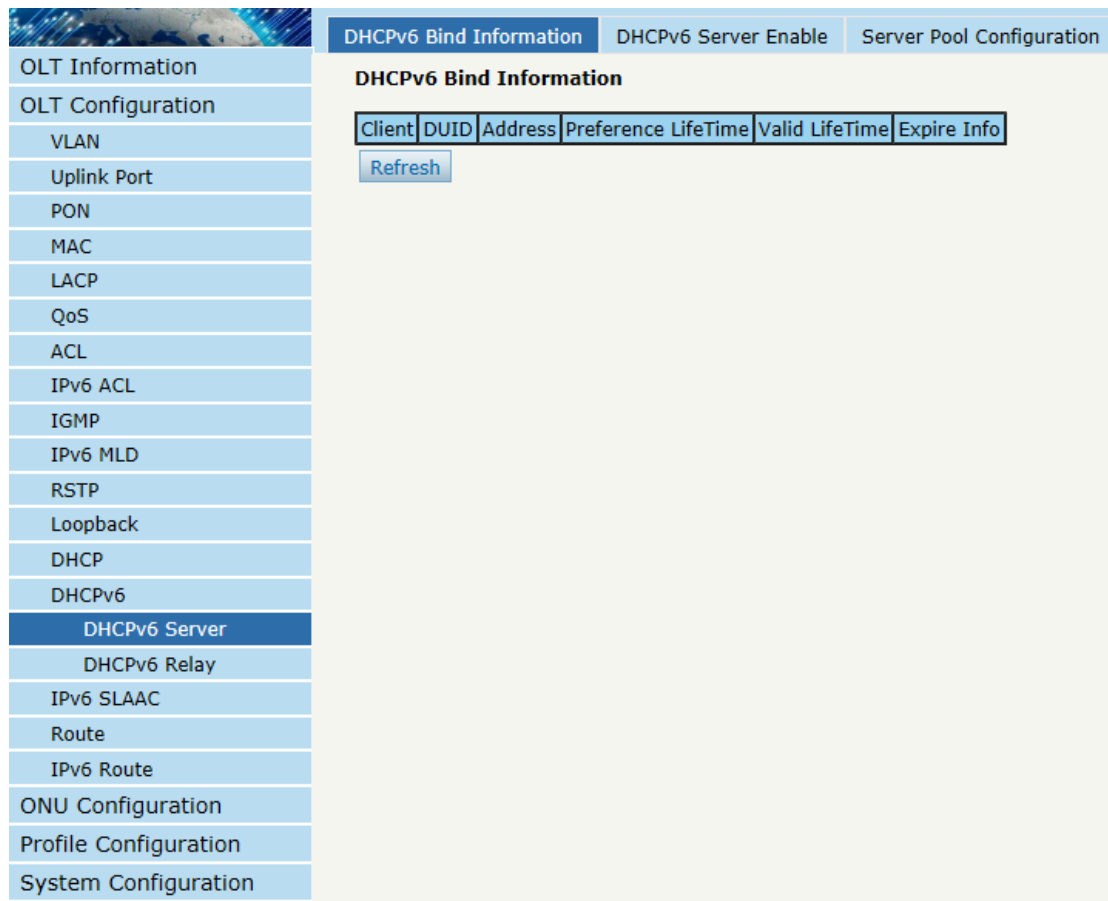 DHCPv6 Bind Information DHCPv6 Server Enable Server Pool Configuration
OLT Information
OLT Configuration
VLAN
Uplink Port
PON
MAC
LACP
QoS
ACL
IPv6 ACL
IGMP
IPv6 MLD
RSTP
Loopback
DHCP
DHCPv6
DHCPv6 Server
DHCPv6 Relay
IPv6 SLAAC
Route
IPv6 Route
ONU Configuration
Profile Configuration
System Configuration
DHCPv6 Bind Information
Client DUID Address Preference LifeTime Valid LifeTime Expire Info
Refresh